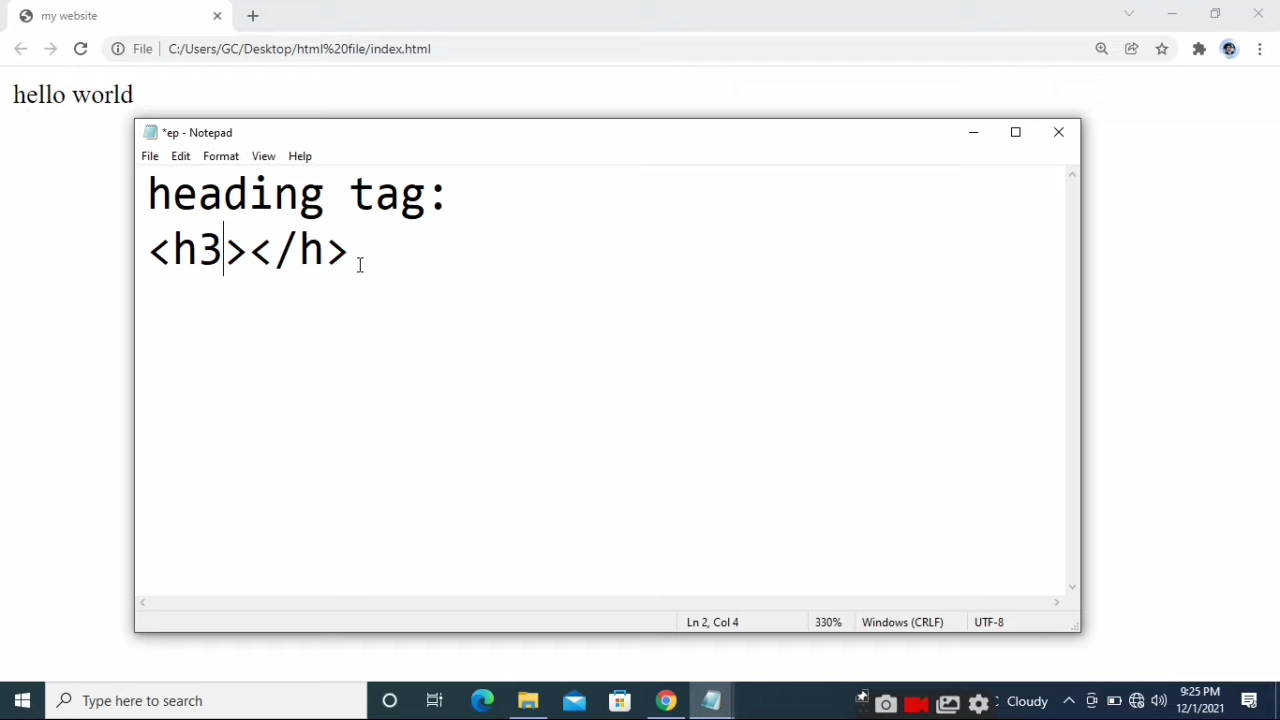 my website
File
C:/Users/GC/Desktop/html%20file/index.html
hello world
*ep - Notepad
File Edit Format View Help
heading tag:
<h3></h>
Ln 2, Col 4
330%
Windows (CRLF)
UTF-8
Type here to search
Cloudy
9:25 PM
12/1/2021